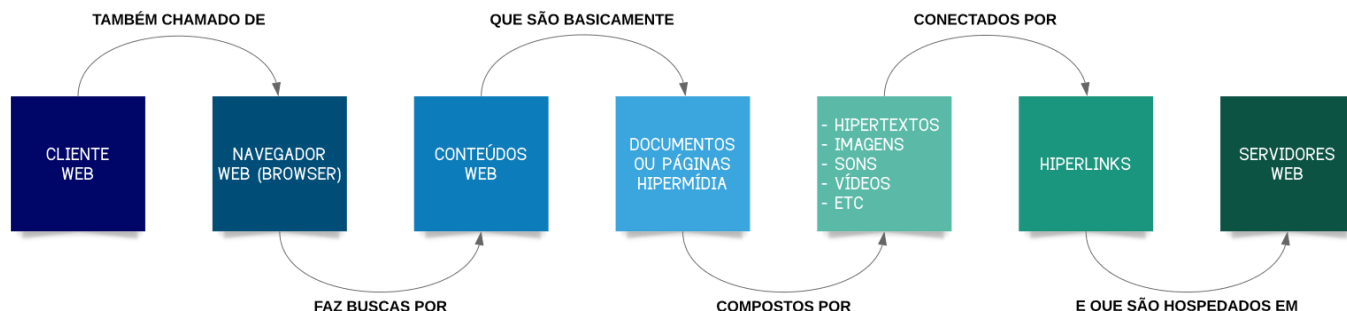 TAMBÉM CHAMADO DE
QUE SÃO BASICAMENTE
CONECTADOS POR
CLIENTE
WEB
NAVEGADOR
WEB (BROWSER)
CONTEÚDOS
WEB
DOCUMENTOS
OU PÁGINAS
HIPERMÍDIA
- HIPERTEXTOS
- IMAGENS
- SONS
- VÍDEOS
- ETC
HIPERLINKS
SERVIDORES
WEB
FAZ BUSCAS POR
COMPOSTOS POR
E QUE SÃO HOSPEDADOS EM